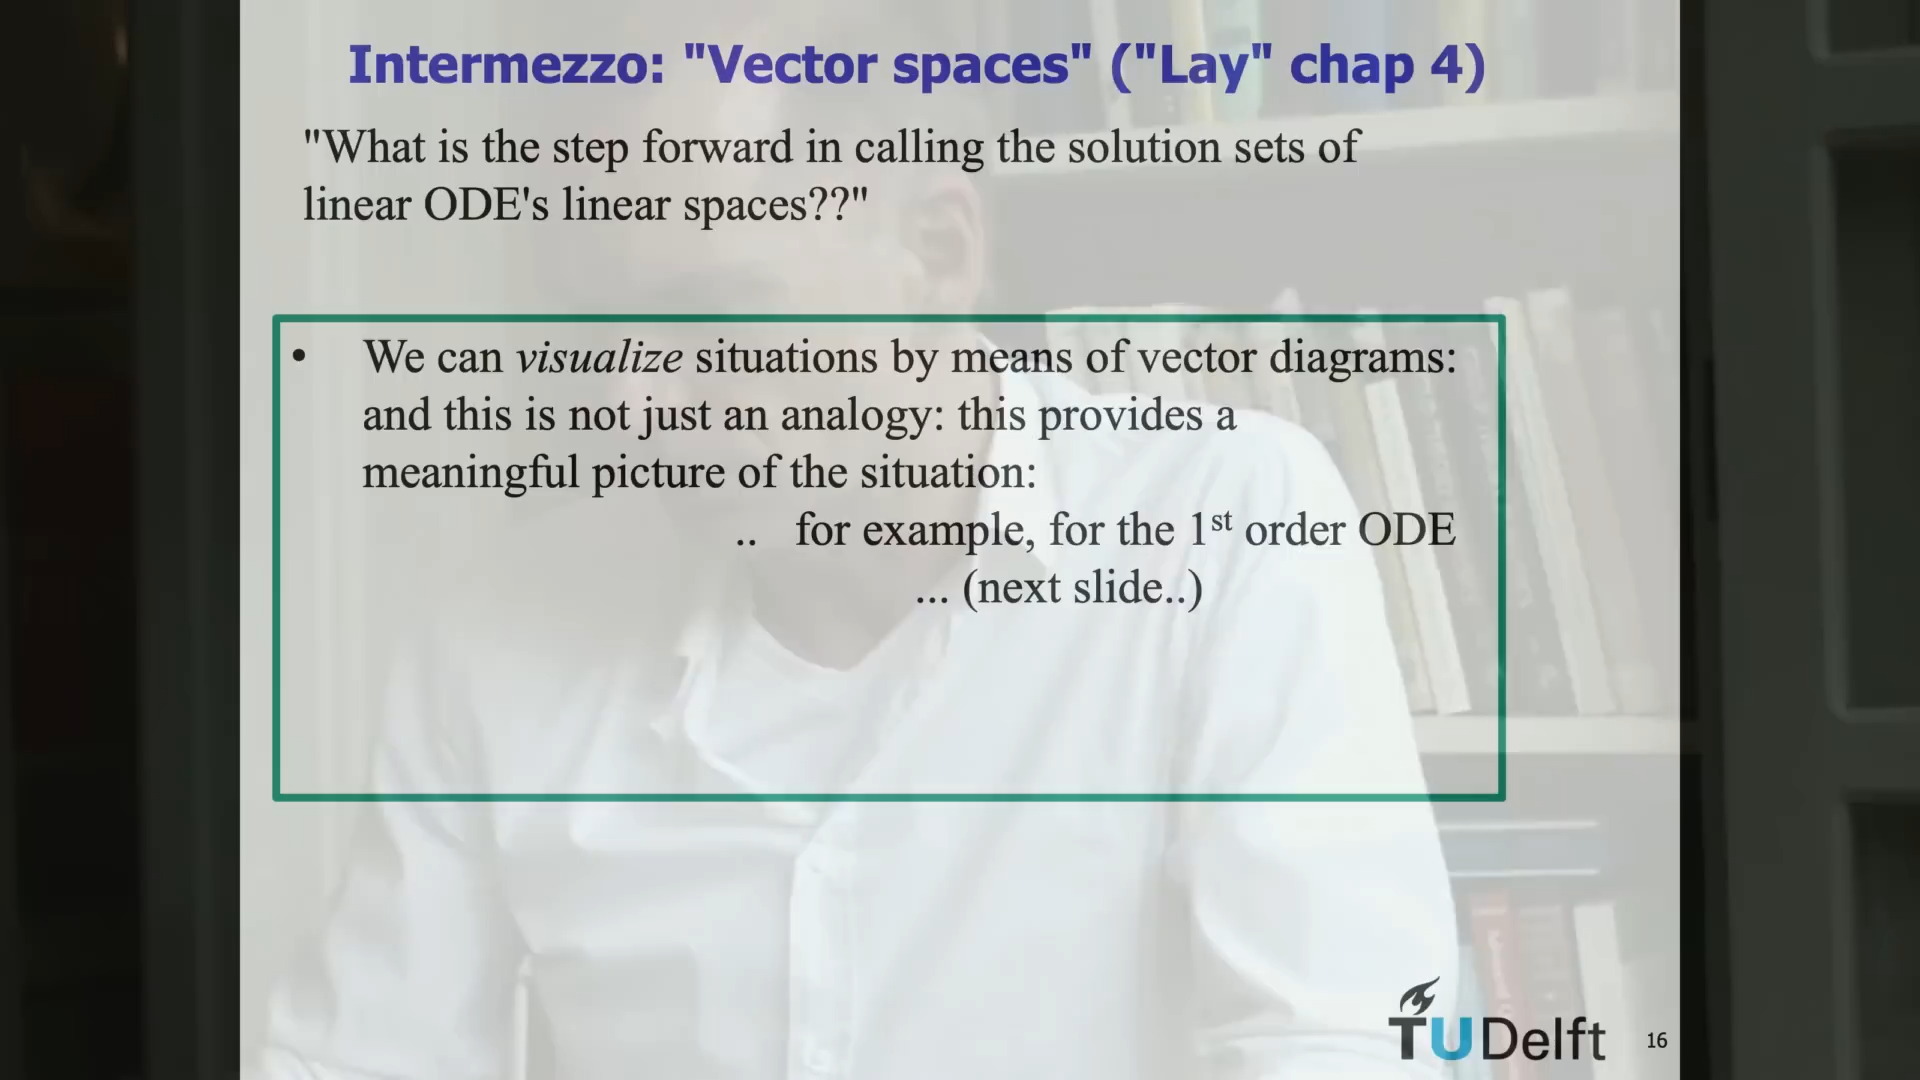 Intermezzo: "Vector spaces" ("Lay" chap 4)
"What is the step forward in calling the solution sets of
linear ODE's linear spaces??"
• We can visualize situations by means of vector diagrams:
and this is not just an analogy: this provides a
meaningful picture of the situation:
.. for example, for the 1st order ODE
... (next slide..)
TUDelft
16